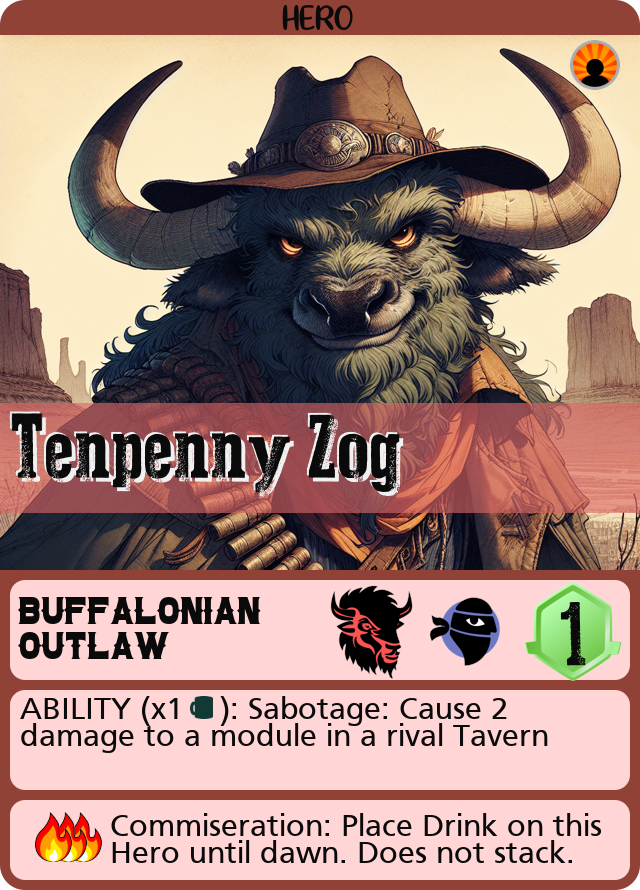 HERO
Tenpenny Zog
BUFFALONIAN
OUTLAW
1
ABILITY (x1 ): Sabotage: Cause 2
damage to a module in a rival Tavern
Commiseration: Place Drink on this
Hero until dawn. Does not stack.